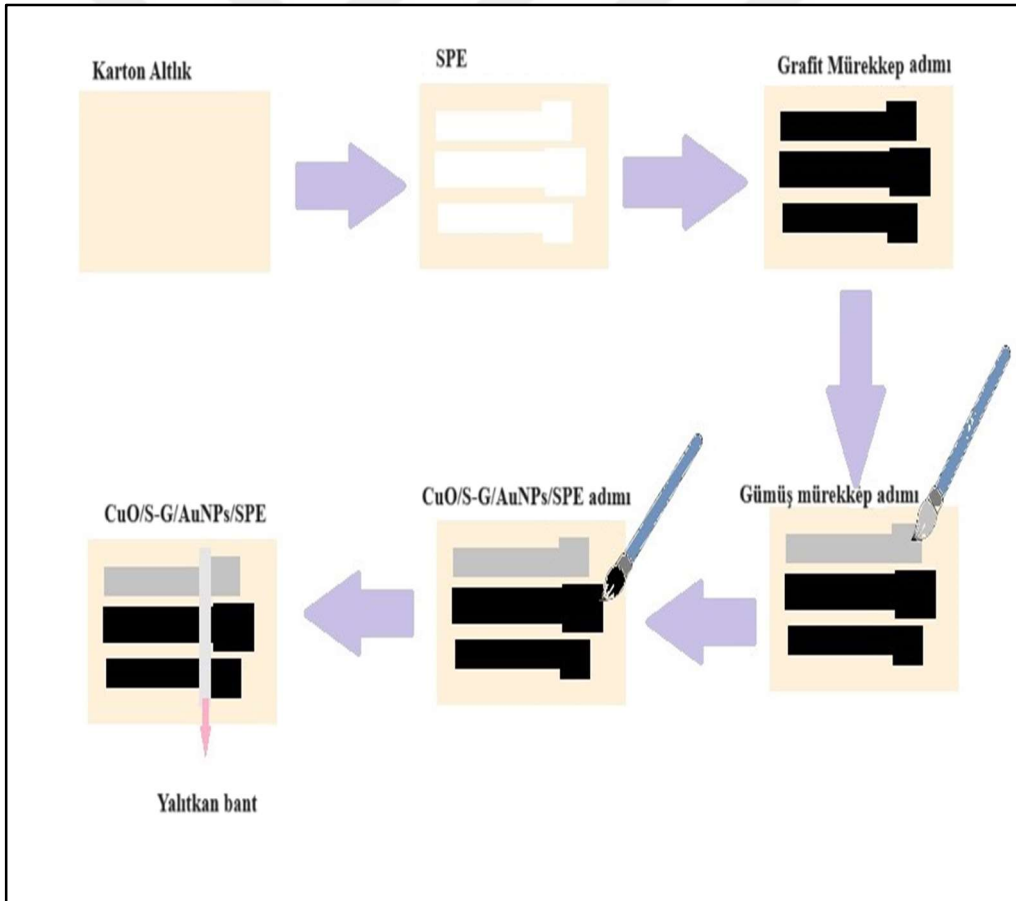 Karton Altlık
SPE
Grafit Mürekkep adımı
Gümüş mürekkep adımı
CuO/S-G/AuNPs/SPE adımı
CuO/S-G/AuNPs/SPE
Yalıtkan bant